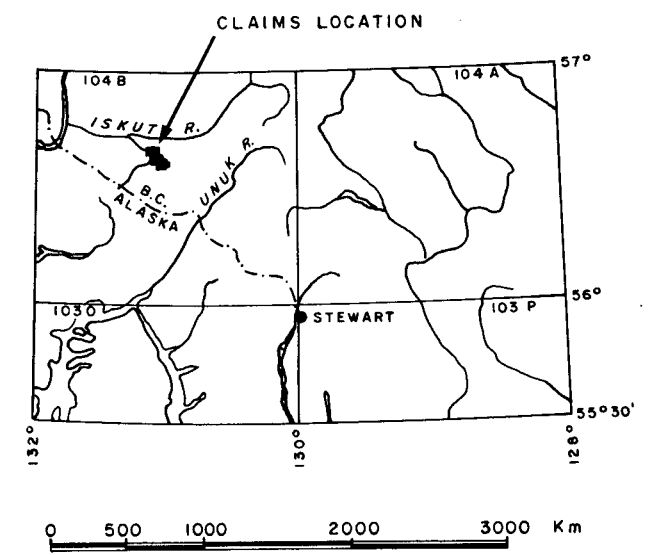 CLAIMS LOCATION
57°
104 B
104 A
ISKUT R.
UNUK R.
B.C.
ALASKA
56°
103 O
103 P
STEWART
55°30'
132°
130°
128°
0 500 1000 2000 3000 Km